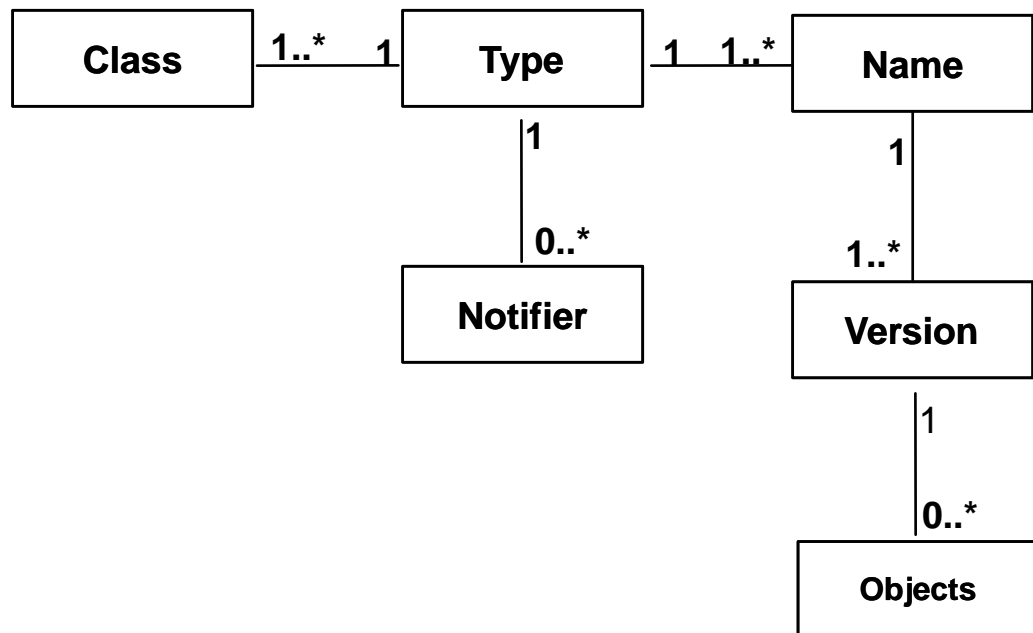 Class
1..*
1
Type
1
1..*
Name
1
0..*
Notifier
1
1..*
Version
1
0..*
Objects